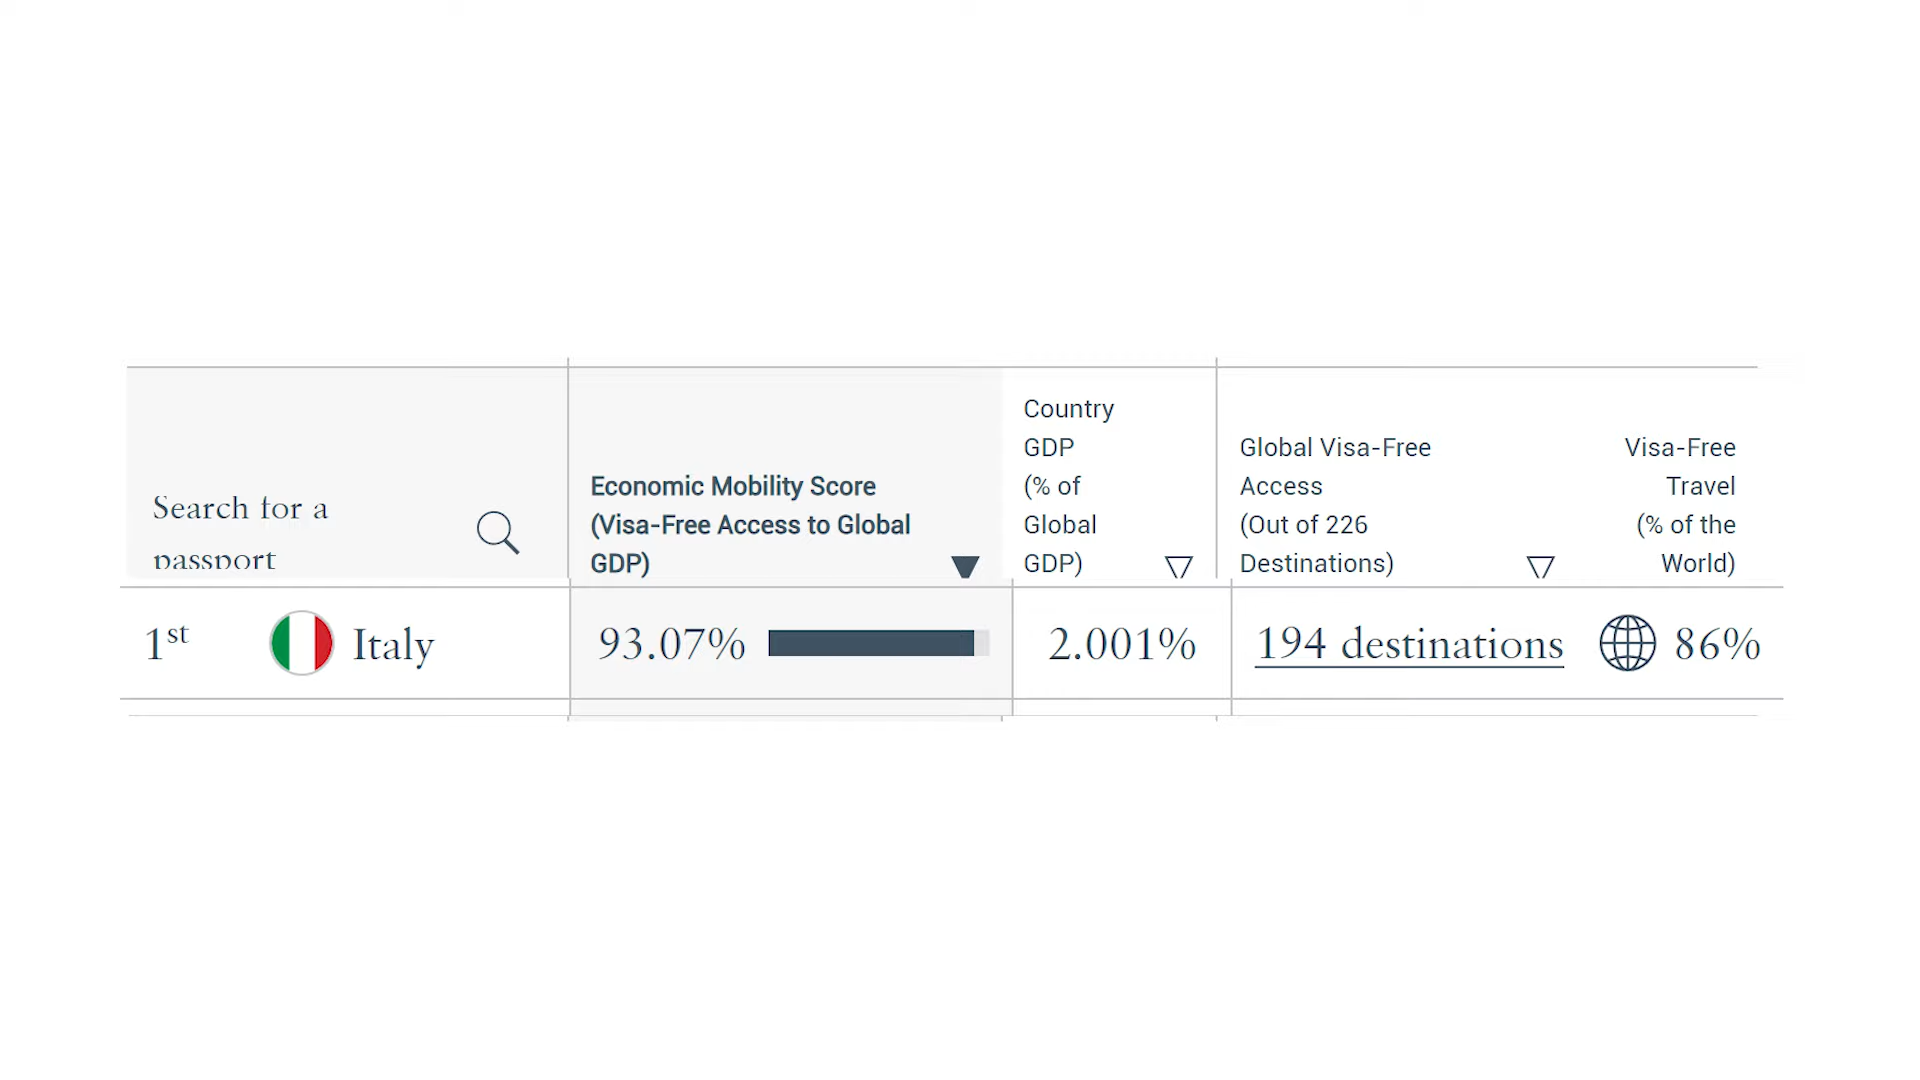 Search for a
passport
Economic Mobility Score
(Visa-Free Access to Global
GDP)
Country
GDP
(% of
Global
GDP)
Global Visa-Free
Access
(Out of 226
Destinations)
Visa-Free
Travel
(% of the
World)
1st Italy 93.07% 2.001% 194 destinations 86%